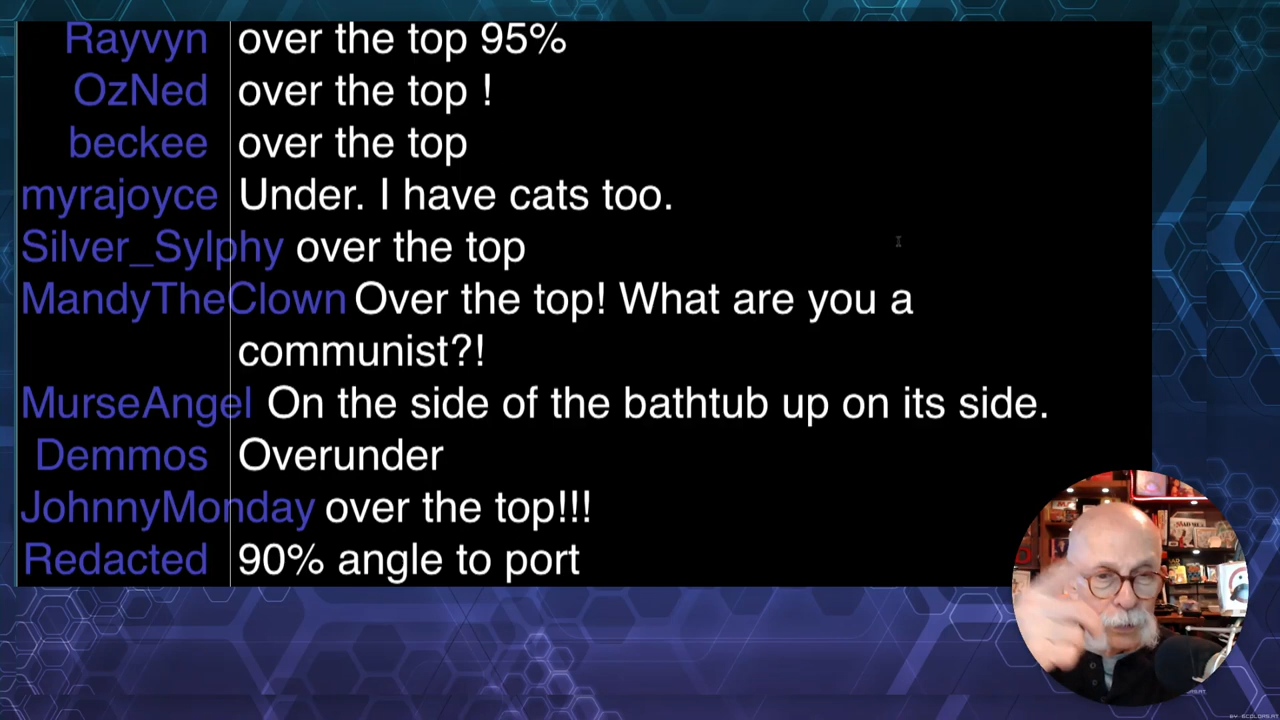 Rayvyn over the top 95%
OzNed over the top !
beckee over the top
myrajoyce Under. I have cats too.
Silver_Sylphy over the top
MandyTheClown Over the top! What are you a
communist?!
MurseAngel On the side of the bathtub up on its side.
Demmos Overunder
JohnnyMonday over the top!!!
Redacted 90% angle to port